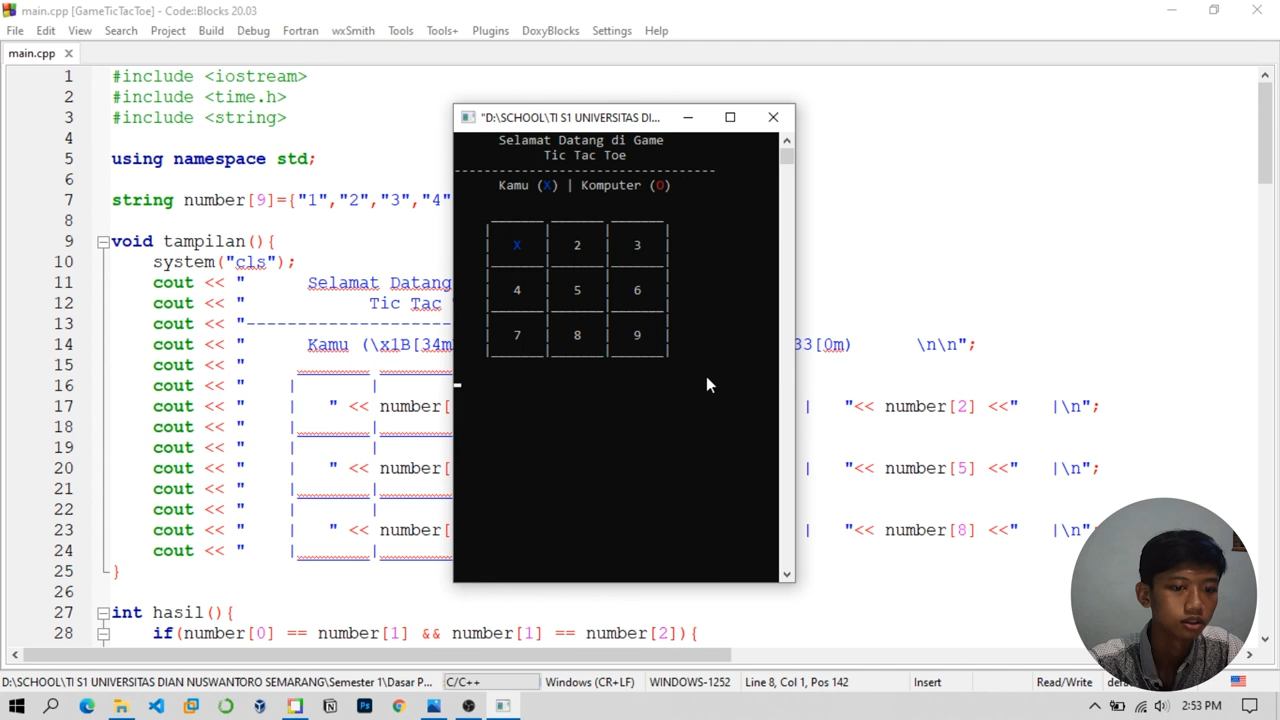 main.cpp [GameTicTacToe] - Code::Blocks 20.03
File Edit View Search Project Build Debug Fortran wxSmith Tools Tools+ Plugins DoxyBlocks Settings Help
main.cpp
1 #include <iostream>
2 #include <time.h>
3 #include <string>
4
5 using namespace std;
6
7 string number[9]={"1","2","3","4"
8
9 void tampilan(){
10 system("cls");
11 cout << " Selamat Datang
12 cout << " Tic Tac
13 cout << "--------------------
14 cout << " Kamu (\x1B[34m 33[0m) \n\n";
15 cout << " _______ _______
16 cout << " | |
17 cout << " | " << number[ | "<< number[2] <<" |\n";
18 cout << " |_______|_______
19 cout << " | |
20 cout << " | " << number[ | "<< number[5] <<" |\n";
21 cout << " |_______|_______
22 cout << " | |
23 cout << " | " << number[ | "<< number[8] <<" |\n";
24 cout << " |_______|_______
25 }
26
27 int hasil(){
28 if(number[0] == number[1] && number[1] == number[2]){
"D:\SCHOOL\TI S1 UNIVERSITAS DI...
Selamat Datang di Game
Tic Tac Toe
-----------------------------------
Kamu (X) | Komputer (O)
X 2 3
4 5 6
7 8 9
D:\SCHOOL\TI S1 UNIVERSITAS DIAN NUSWANTORO SEMARANG\Semester 1\Dasar P... C/C++ Windows (CR+LF) WINDOWS-1252 Line 8, Col 1, Pos 142 Insert Read/Write
2:53 PM